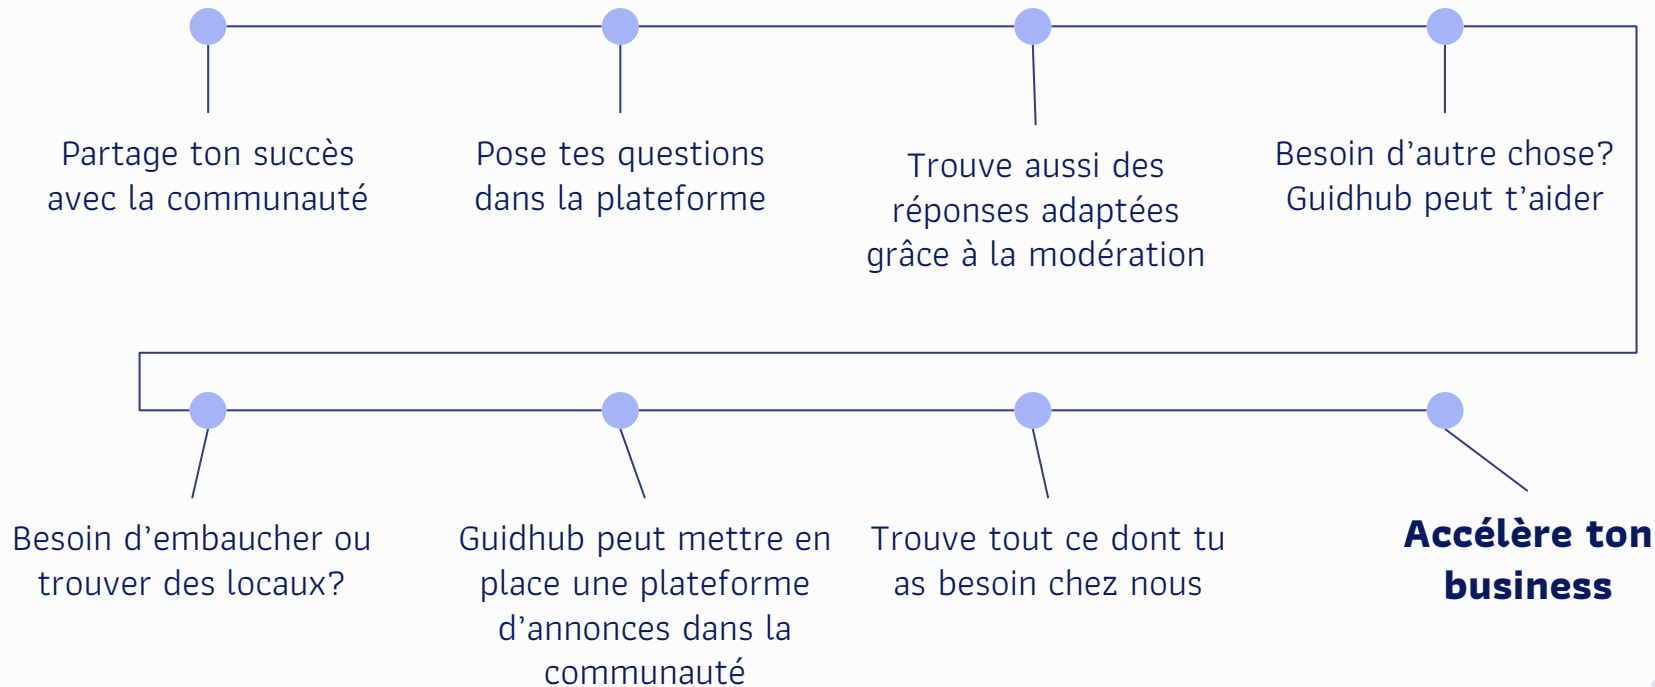 Partage ton succès
avec la communauté
Pose tes questions
dans la plateforme
Trouve aussi des
réponses adaptées
grâce à la modération
Besoin d'autre chose?
Guidhub peut t'aider
Besoin d'embaucher ou
trouver des locaux?
Guidhub peut mettre en
place une plateforme
d'annonces dans la
communauté
Trouve tout ce dont tu
as besoin chez nous
Accélère ton
business